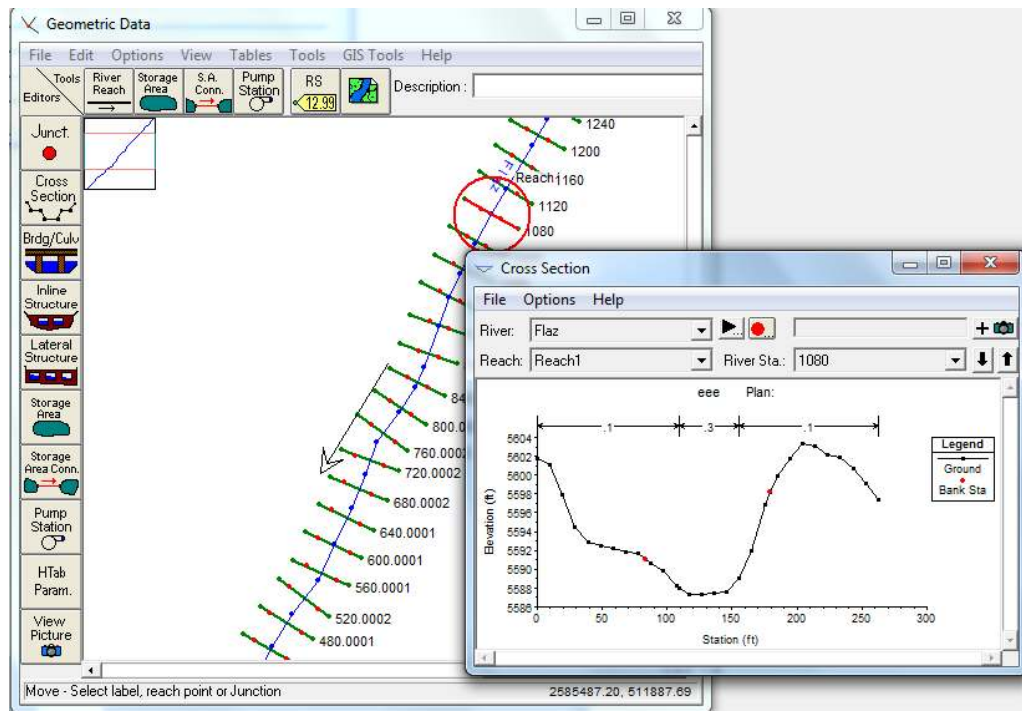 Geometric Data
File Edit Options View Tables Tools GIS Tools Help
Tools
Editors
River
Reach
Storage
Area
S.A.
Conn.
Pump
Station
RS
12.99
Description :
Junct.
Cross
Section
Brdg/Culv
Inline
Structure
Lateral
Structure
Storage
Area
Storage
Area Conn.
Pump
Station
HTab
Param.
View
Picture
1240
1200
Reach1160
1120
1080
800.0
760.0002
720.0002
680.0002
640.0001
600.0001
560.0001
520.0002
480.0001
Move - Select label, reach point or Junction
2585487.20, 511887.69
Cross Section
File Options Help
River: Flaz
Reach: Reach1 River Sta.: 1080
eee Plan:
.1 .3 .1
5604
5602
5600
5598
5596
5594
5592
5590
5588
5586
0 50 100 150 200 250 300
Elevation (ft)
Station (ft)
Legend
Ground
Bank Sta